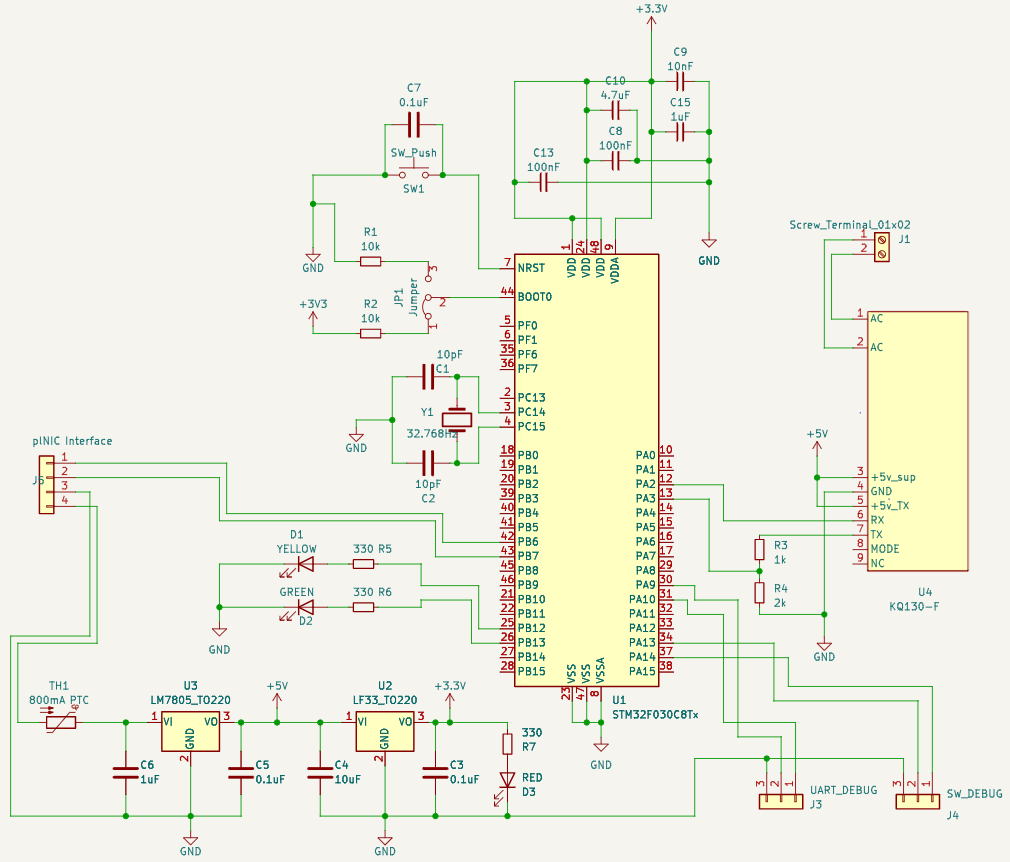 +3.3V
C9
10nF
C10
4.7uF
C15
1uF
C8
100nF
C13
100nF
GND
C7
0.1uF
SW_Push
SW1
GND
R1
10k
R2
10k
+3V3
JP1
Jumper
3
2
1
10pF
C1
Y1
32.768Hz
10pF
C2
GND
1 VDD
24 VDD
48 VDD
9 VDDA
7 NRST
44 BOOT0
5 PF0
6 PF1
35 PF6
36 PF7
2 PC13
3 PC14
4 PC15
18 PB0
19 PB1
20 PB2
39 PB3
40 PB4
41 PB5
42 PB6
43 PB7
45 PB8
46 PB9
21 PB10
22 PB11
25 PB12
26 PB13
27 PB14
28 PB15
PA0 10
PA1 11
PA2 12
PA3 13
PA4 14
PA5 15
PA6 16
PA7 17
PA8 29
PA9 30
PA10 31
PA11 32
PA12 33
PA13 34
PA14 37
PA15 38
23 VSS
47 VSS
8 VSSA
U1
STM32F030C8Tx
GND
Screw_Terminal_01x02
1
2
J1
1 AC
2 AC
3 +5v_sup
4 GND
5 +5v_TX
6 RX
7 TX
8 MODE
9 NC
U4
KQ130-F
+5V
R3
1k
R4
2k
GND
plNIC Interface
J5
1
2
3
4
D1
YELLOW
330 R5
GREEN
D2
330 R6
GND
TH1
800mA PTC
U3
LM7805_TO220
1 VI
VO 3
GND
2
C6
1uF
C5
0.1uF
GND
+5V
U2
LF33_TO220
1 VI
VO 3
GND
2
C4
10uF
C3
0.1uF
GND
+3.3V
330
R7
RED
D3
3
2
1
UART_DEBUG
J3
3
2
1
SW_DEBUG
J4